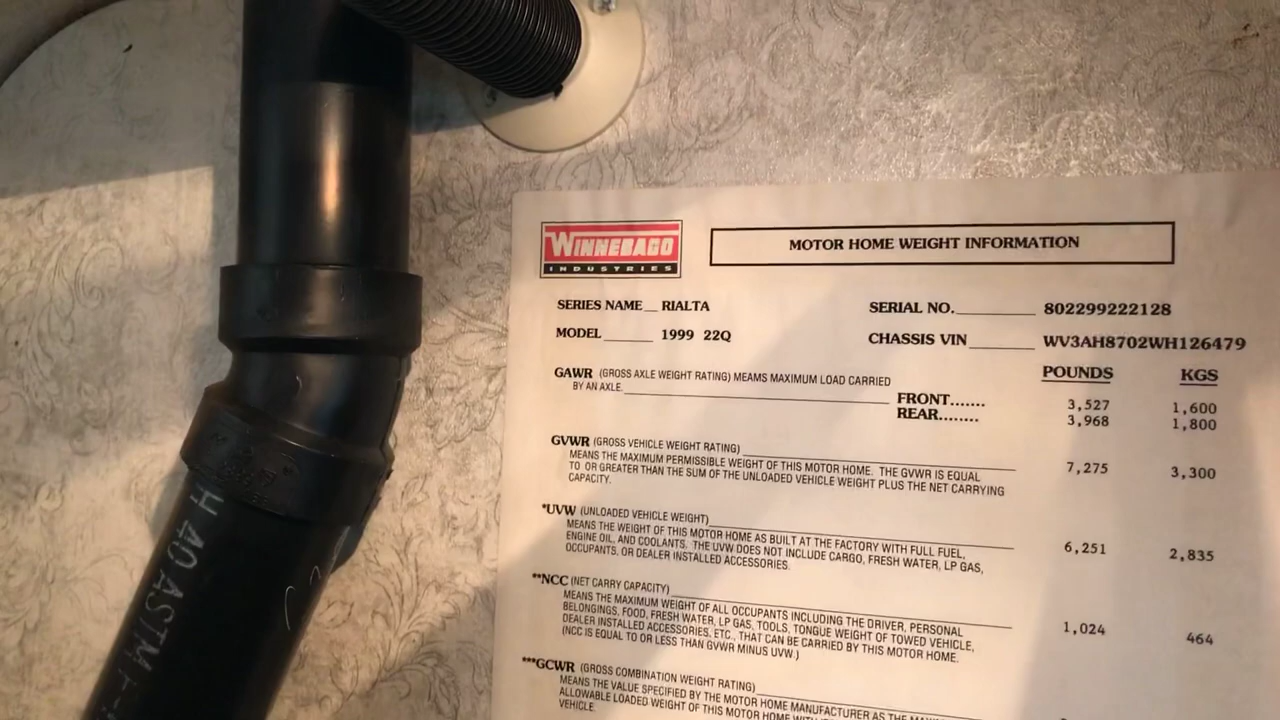 WINNEBAGO
INDUSTRIES
MOTOR HOME WEIGHT INFORMATION
SERIES NAME RIALTA
SERIAL NO. 802299222128
MODEL 1999 22Q
CHASSIS VIN WV3AH8702WH126479
POUNDS KGS
GAWR (GROSS AXLE WEIGHT RATING) MEAMS MAXIMUM LOAD CARRIED
BY AN AXLE.
FRONT....... 3,527 1,600
REAR........ 3,968 1,800
GVWR (GROSS VEHICLE WEIGHT RATING)
MEANS THE MAXIMUM PERMISSIBLE WEIGHT OF THIS MOTOR HOME. THE GVWR IS EQUAL
TO OR GREATER THAN THE SUM OF THE UNLOADED VEHICLE WEIGHT PLUS THE NET CARRYING
CAPACITY.
7,275 3,300
*UVW (UNLOADED VEHICLE WEIGHT)
MEANS THE WEIGHT OF THIS MOTOR HOME AS BUILT AT THE FACTORY WITH FULL FUEL,
ENGINE OIL, AND COOLANTS. THE UVW DOES NOT INCLUDE CARGO, FRESH WATER, LP GAS,
OCCUPANTS, OR DEALER INSTALLED ACCESSORIES.
6,251 2,835
**NCC (NET CARRY CAPACITY)
MEANS THE MAXIMUM WEIGHT OF ALL OCCUPANTS INCLUDING THE DRIVER, PERSONAL
BELONGINGS, FOOD, FRESH WATER, LP GAS, TOOLS, TONGUE WEIGHT OF TOWED VEHICLE,
DEALER INSTALLED ACCESSORIES, ETC., THAT CAN BE CARRIED BY THIS MOTOR HOME.
(NCC IS EQUAL TO OR LESS THAN GVWR MINUS UVW.)
1,024 464
***GCWR (GROSS COMBINATION WEIGHT RATING)
MEANS THE VALUE SPECIFIED BY THE MOTOR HOME MANUFACTURER AS THE
ALLOWABLE LOADED WEIGHT OF THIS MOTOR HOME WITH
VEHICLE.
H 40 ASTM